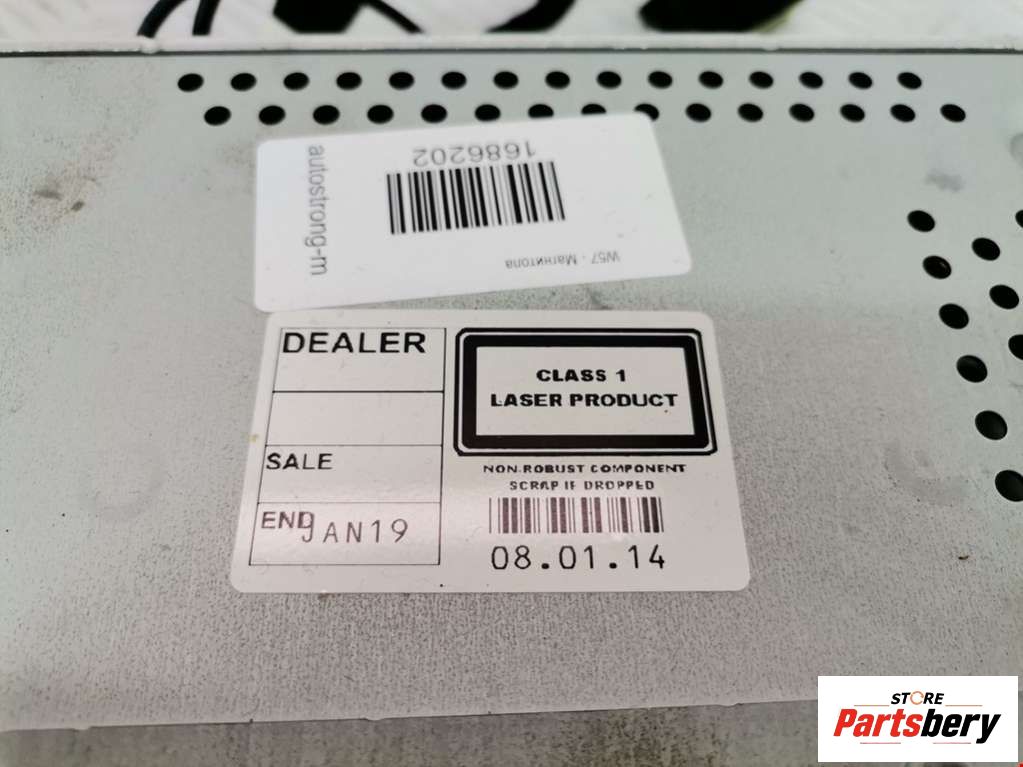 autostrong-m
1686202
W57 - Магнитола
DEALER
SALE
END
JAN19
CLASS 1
LASER PRODUCT
NON-ROBUST COMPONENT
SCRAP IF DROPPED
08.01.14
STORE
Partsbery